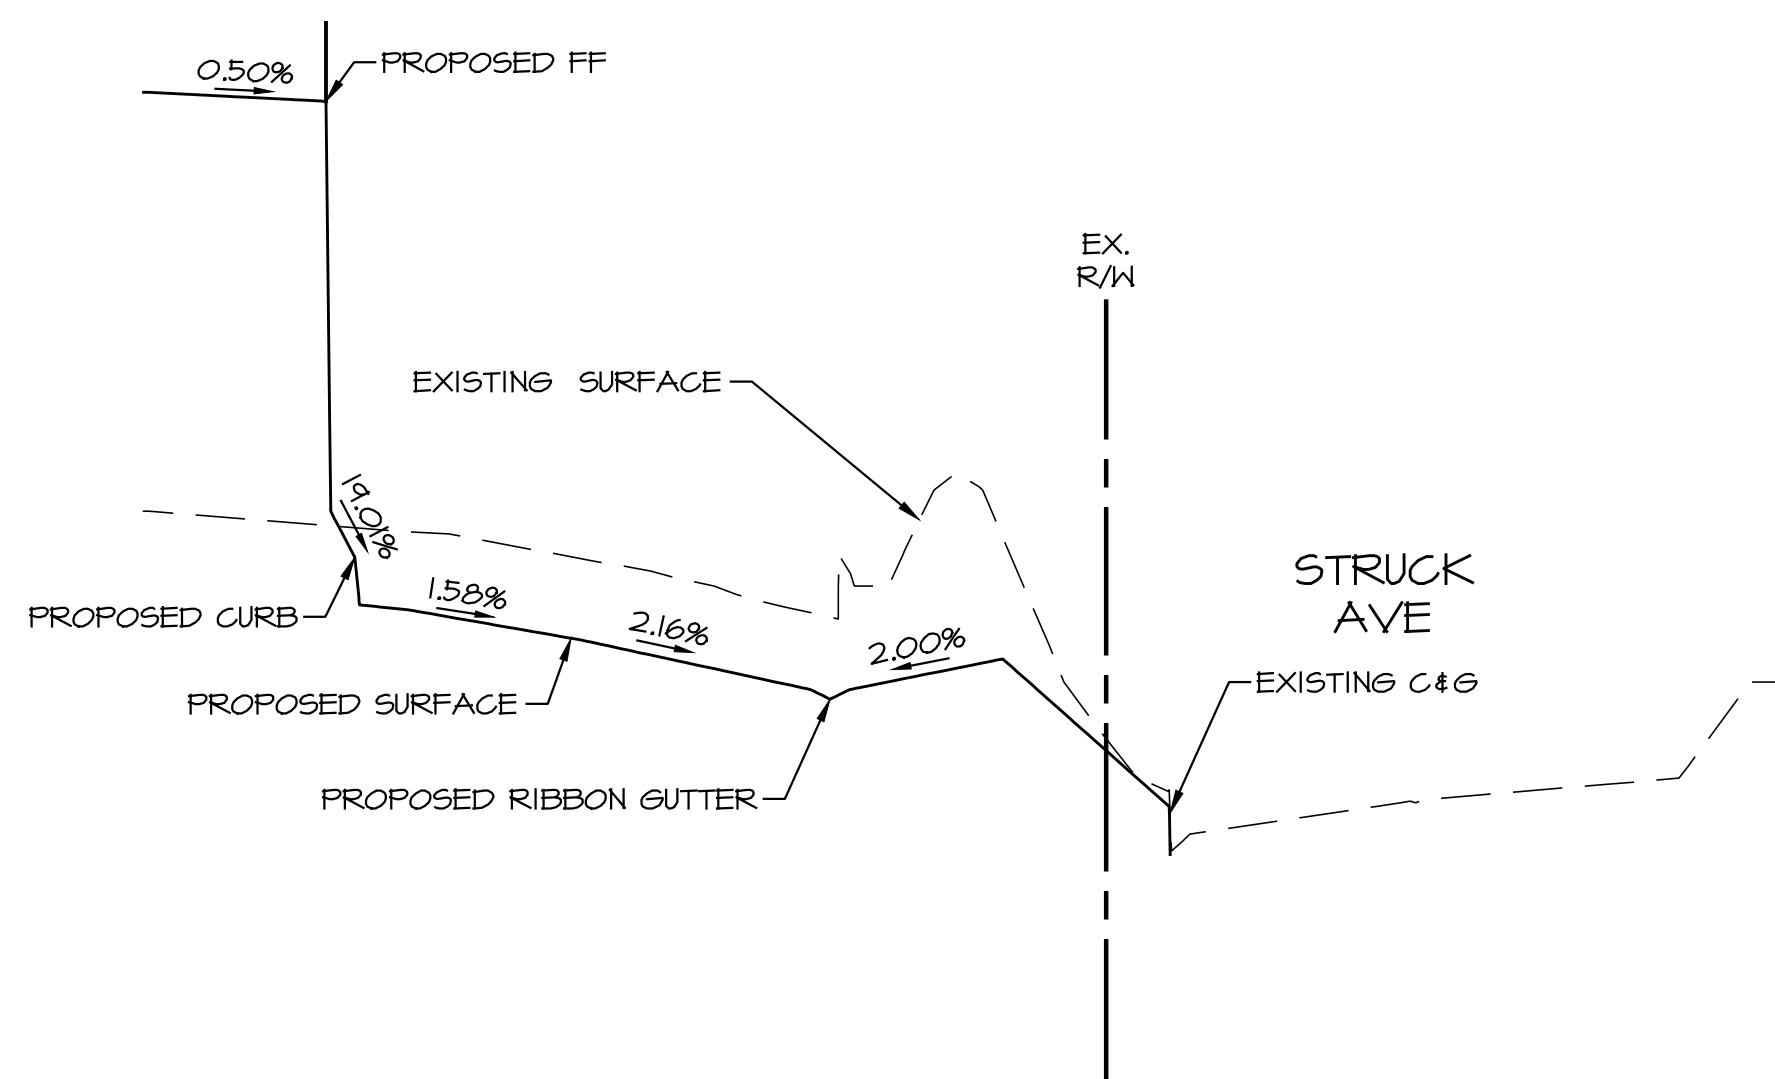 0.50%
PROPOSED FF
EX.
R/W
EXISTING SURFACE
19.01%
STRUCK
AVE
PROPOSED CURB
1.58%
2.16%
2.00%
EXISTING C&G
PROPOSED SURFACE
PROPOSED RIBBON GUTTER